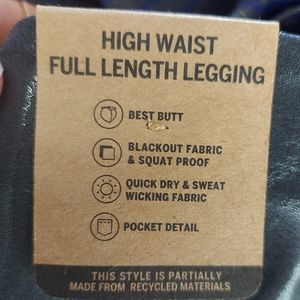 HIGH WAIST
FULL LENGTH LEGGING
BEST BUTT
BLACKOUT FABRIC
& SQUAT PROOF
QUICK DRY & SWEAT
WICKING FABRIC
POCKET DETAIL
THIS STYLE IS PARTIALLY
MADE FROM RECYCLED MATERIALS